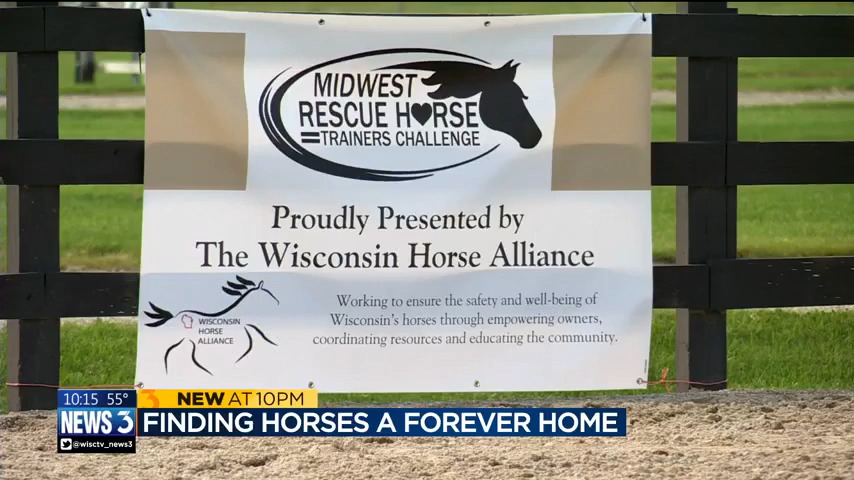 MIDWEST
RESCUE HORSE
TRAINERS CHALLENGE
Proudly Presented by
The Wisconsin Horse Alliance
WISCONSIN
HORSE
ALLIANCE
Working to ensure the safety and well-being of
Wisconsin's horses through empowering owners,
coordinating resources and educating the community.
10:15 55°
3 NEW AT 10PM
NEWS 3
FINDING HORSES A FOREVER HOME
@wisctv_news3